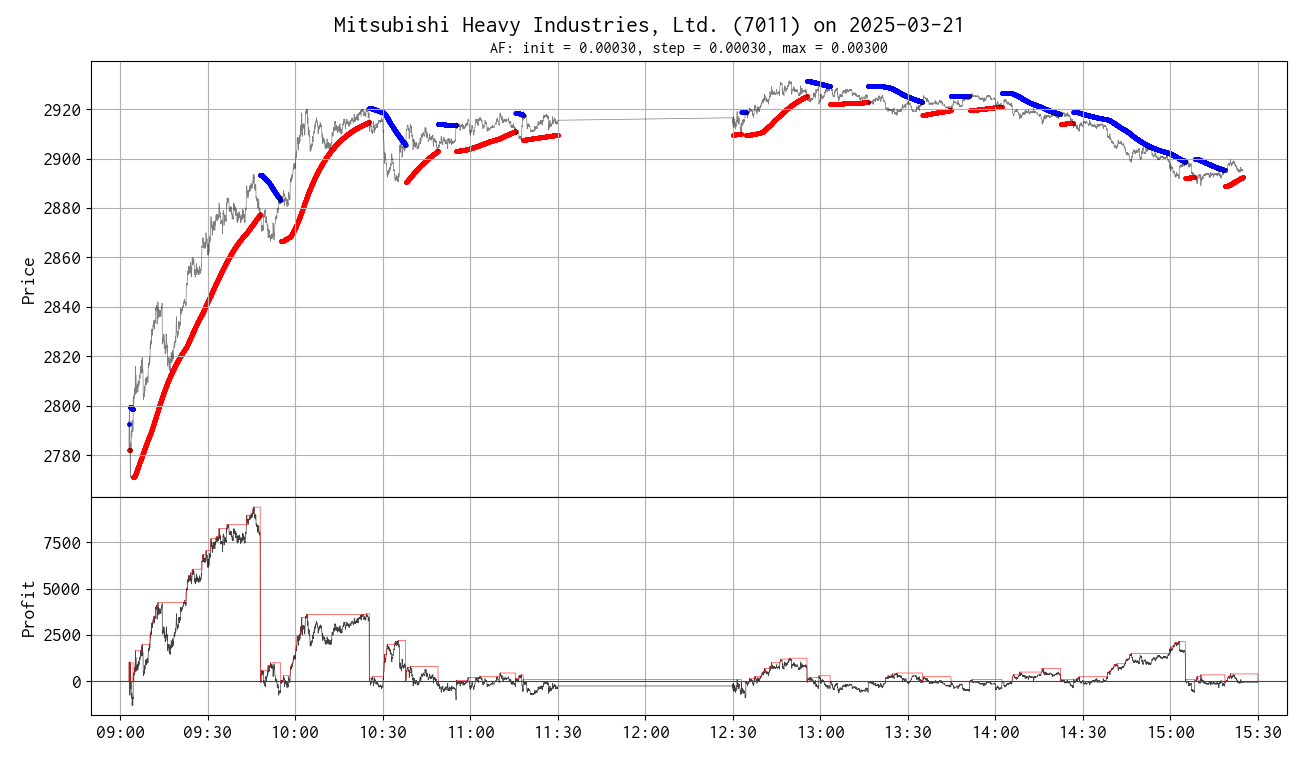 Mitsubishi Heavy Industries, Ltd. (7011) on 2025-03-21
AF: init = 0.00030, step = 0.00030, max = 0.00300
Price
2920
2900
2880
2860
2840
2820
2800
2780
Profit
7500
5000
2500
0
09:00 09:30 10:00 10:30 11:00 11:30 12:00 12:30 13:00 13:30 14:00 14:30 15:00 15:30